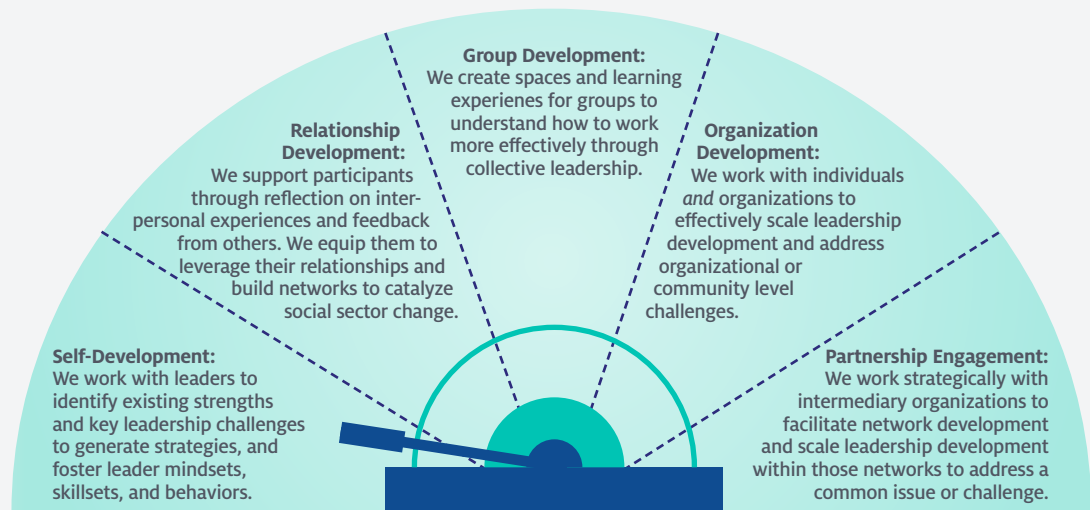 Self-Development:
We work with leaders to
identify existing strengths
and key leadership challenges
to generate strategies, and
foster leader mindsets,
skillsets, and behaviors.
Relationship
Development:
We support participants
through reflection on inter-
personal experiences and feedback
from others. We equip them to
leverage their relationships and
build networks to catalyze
social sector change.
Group Development:
We create spaces and learning
experienes for groups to
understand how to work
more effectively through
collective leadership.
Organization
Development:
We work with individuals
and organizations to
effectively scale leadership
development and address
organizational or
community level
challenges.
Partnership Engagement:
We work strategically with
intermediary organizations to
facilitate network development
and scale leadership development
within those networks to address a
common issue or challenge.